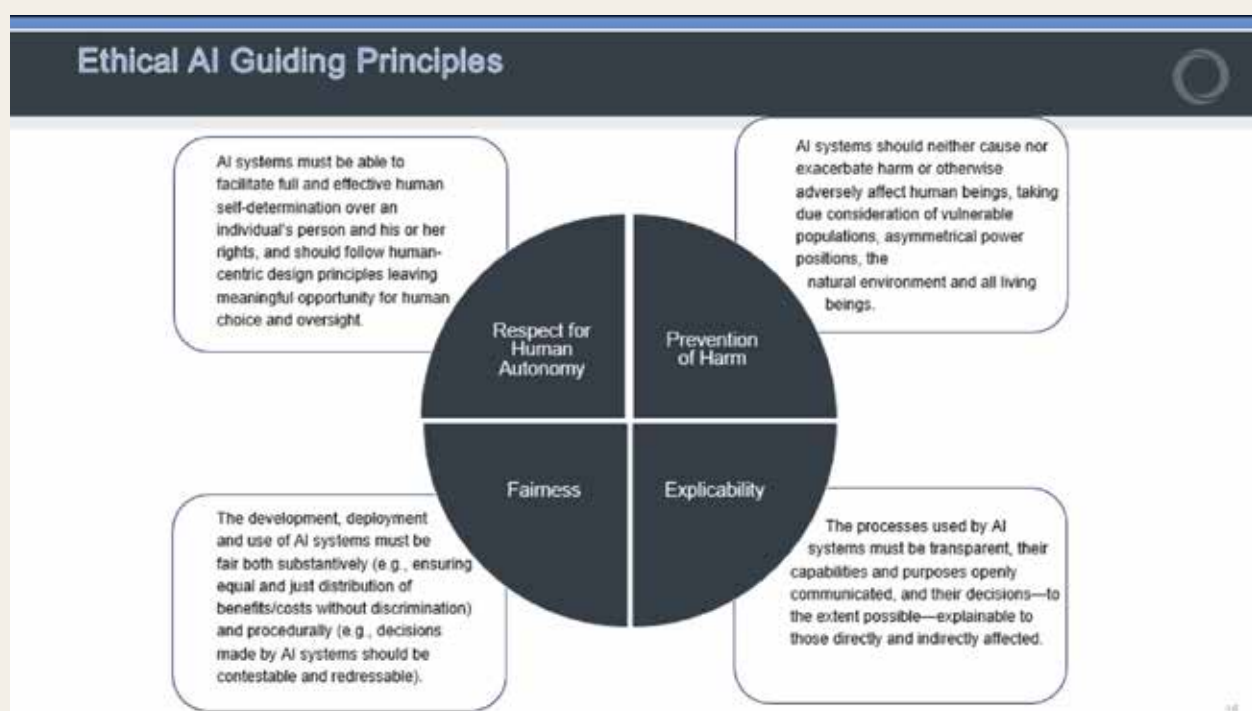 Ethical AI Guiding Principles
AI systems must be able to
facilitate full and effective human
self-determination over an
individual's person and his or her
rights, and should follow human-
centric design principles leaving
meaningful opportunity for human
choice and oversight.
AI systems should neither cause nor
exacerbate harm or otherwise
adversely affect human beings, taking
due consideration of vulnerable
populations, asymmetrical power
positions, the
natural environment and all living
beings.
Respect for
Human
Autonomy
Prevention
of Harm
Fairness
Explicability
The development, deployment
and use of AI systems must be
fair both substantively (e.g., ensuring
equal and just distribution of
benefits/costs without discrimination)
and procedurally (e.g., decisions
made by AI systems should be
contestable and redressable).
The processes used by AI
systems must be transparent, their
capabilities and purposes openly
communicated, and their decisions—to
the extent possible—explainable to
those directly and indirectly affected.